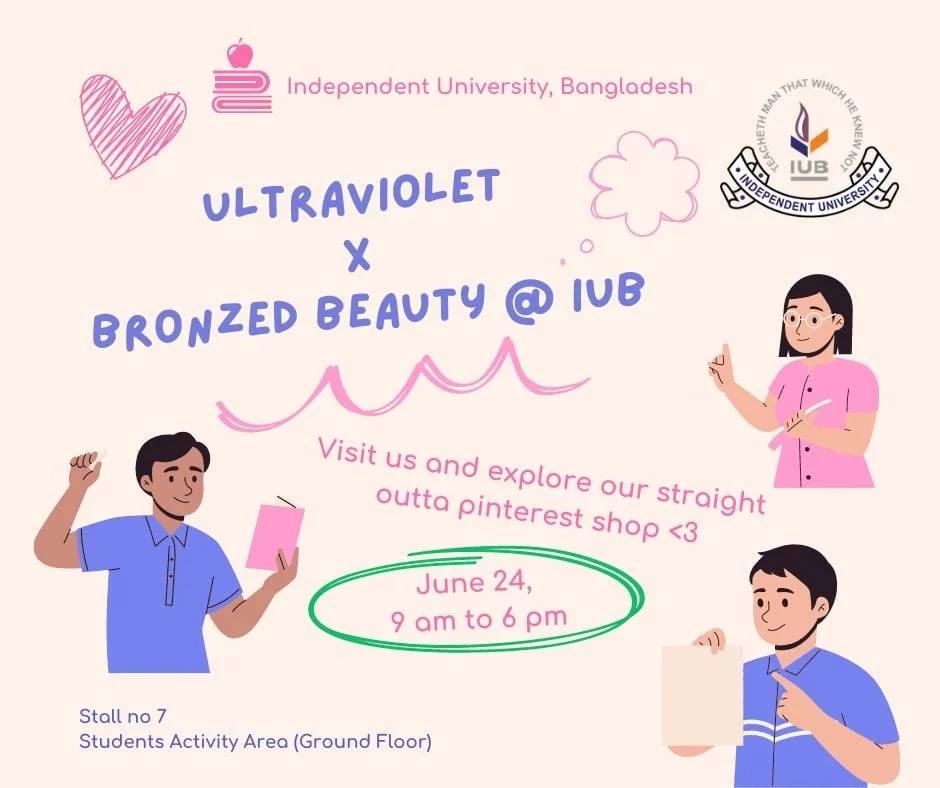 Independent University, Bangladesh
TEACHETH MAN THAT WHICH HE KNEW NOT
IUB
INDEPENDENT UNIVERSITY
ULTRAVIOLET
X
BRONZED BEAUTY @ IUB
Visit us and explore our straight
outta pinterest shop <3
June 24,
9 am to 6 pm
Stall no 7
Students Activity Area (Ground Floor)